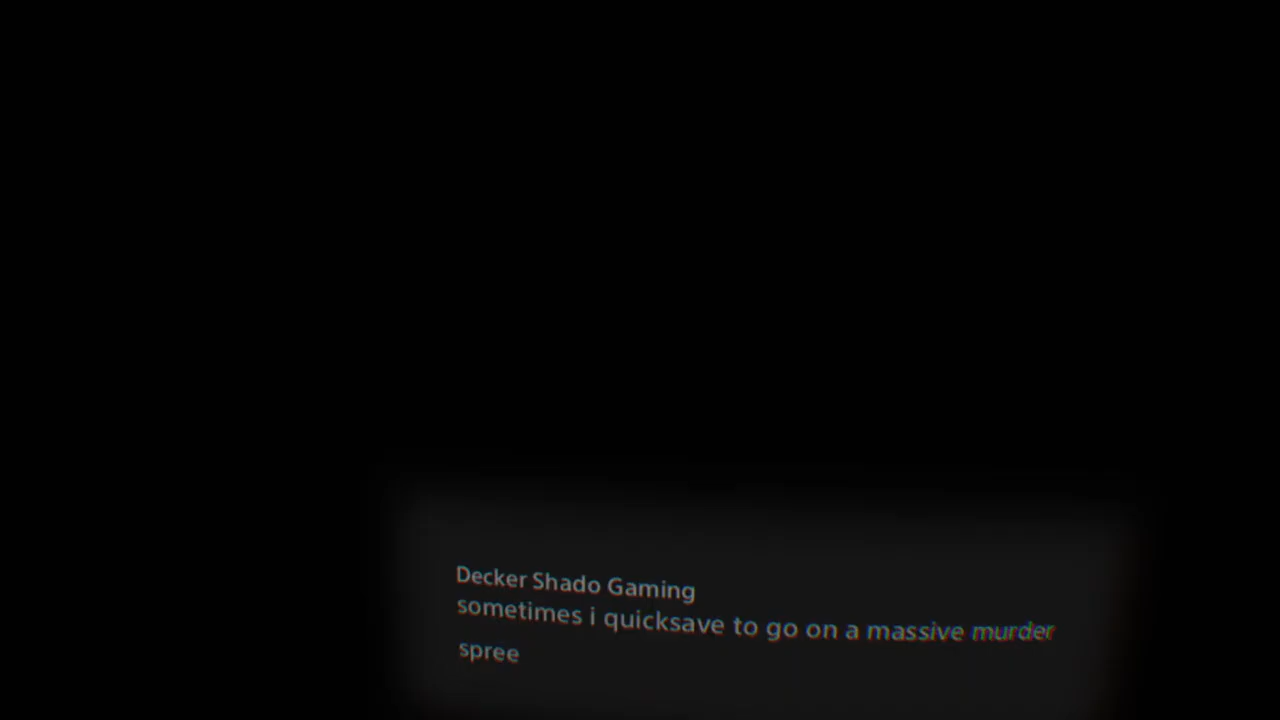 Decker Shado Gaming
sometimes i quicksave to go on a massive murder
spree